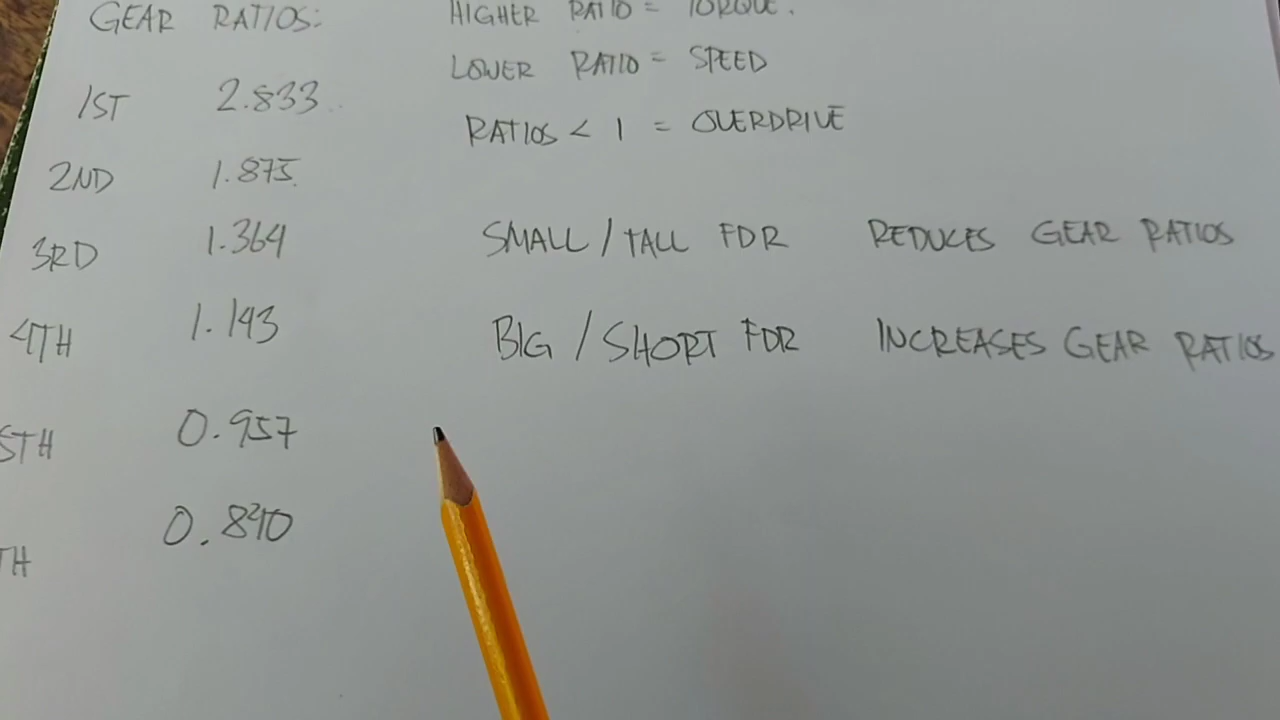 GEAR RATIOS:
1ST 2.833
2ND 1.875
3RD 1.364
4TH 1.143
5TH 0.957
TH 0.840
HIGHER RATIO = TORQUE.
LOWER RATIO = SPEED
RATIOS < 1 = OVERDRIVE
SMALL / TALL FDR REDUCES GEAR RATIOS
BIG / SHORT FDR INCREASES GEAR RATIOS